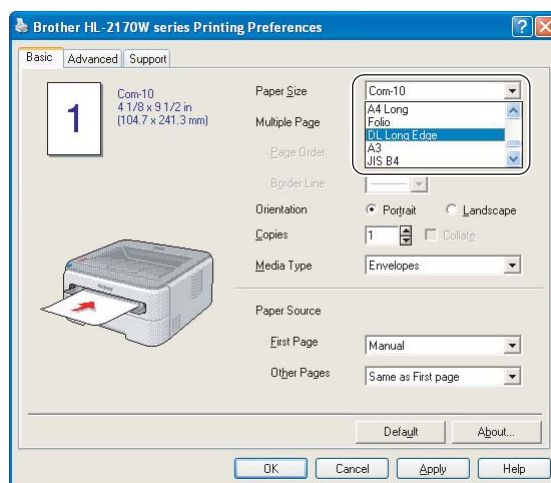 Brother HL-2170W series Printing Preferences
Basic Advanced Support
1
Com-10
4 1/8 x 9 1/2 in
(104.7 x 241.3 mm)
Paper Size
Com-10
A4 Long
Folio
DL Long Edge
A3
JIS B4
Multiple Page
Page Order
Border Line
Orientation
Portrait Landscape
Copies
1
Collate
Media Type
Envelopes
Paper Source
First Page
Manual
Other Pages
Same as First page
Default About...
OK Cancel Apply Help